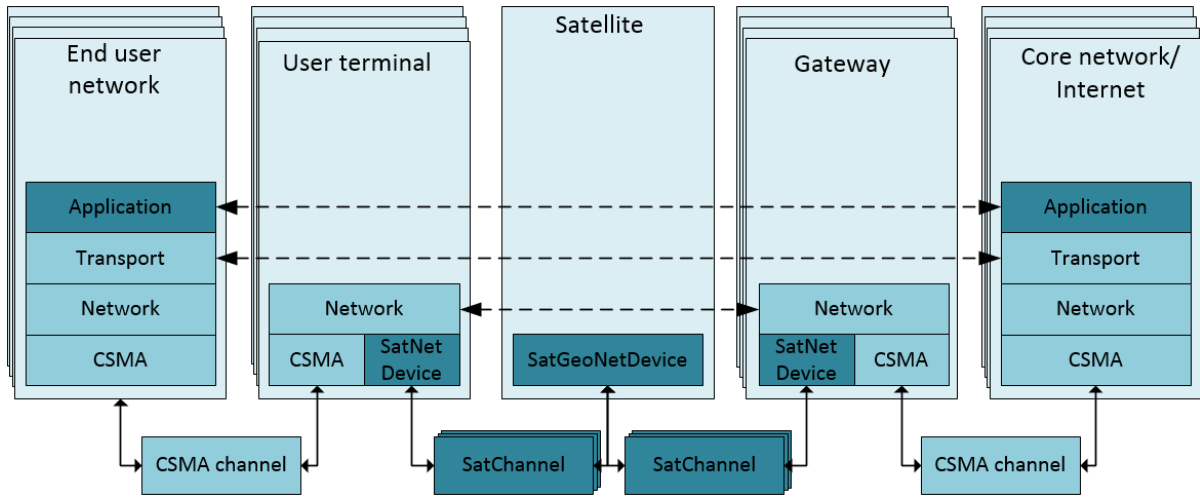 End user
network
Application
Transport
Network
CSMA
User terminal
Network
CSMA
SatNet
Device
Satellite
SatGeoNetDevice
Gateway
Network
SatNet
Device
CSMA
Core network/
Internet
Application
Transport
Network
CSMA
CSMA channel
SatChannel
SatChannel
CSMA channel